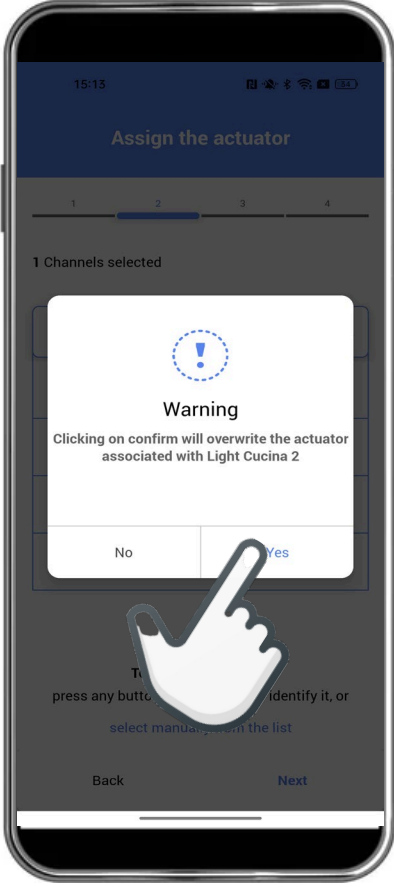 15:13
34
Assign the actuator
1 2 3 4
1 Channels selected
Warning
Clicking on confirm will overwrite the actuator
associated with Light Cucina 2
No Yes
press any identify it, or
select from the list
Back Next